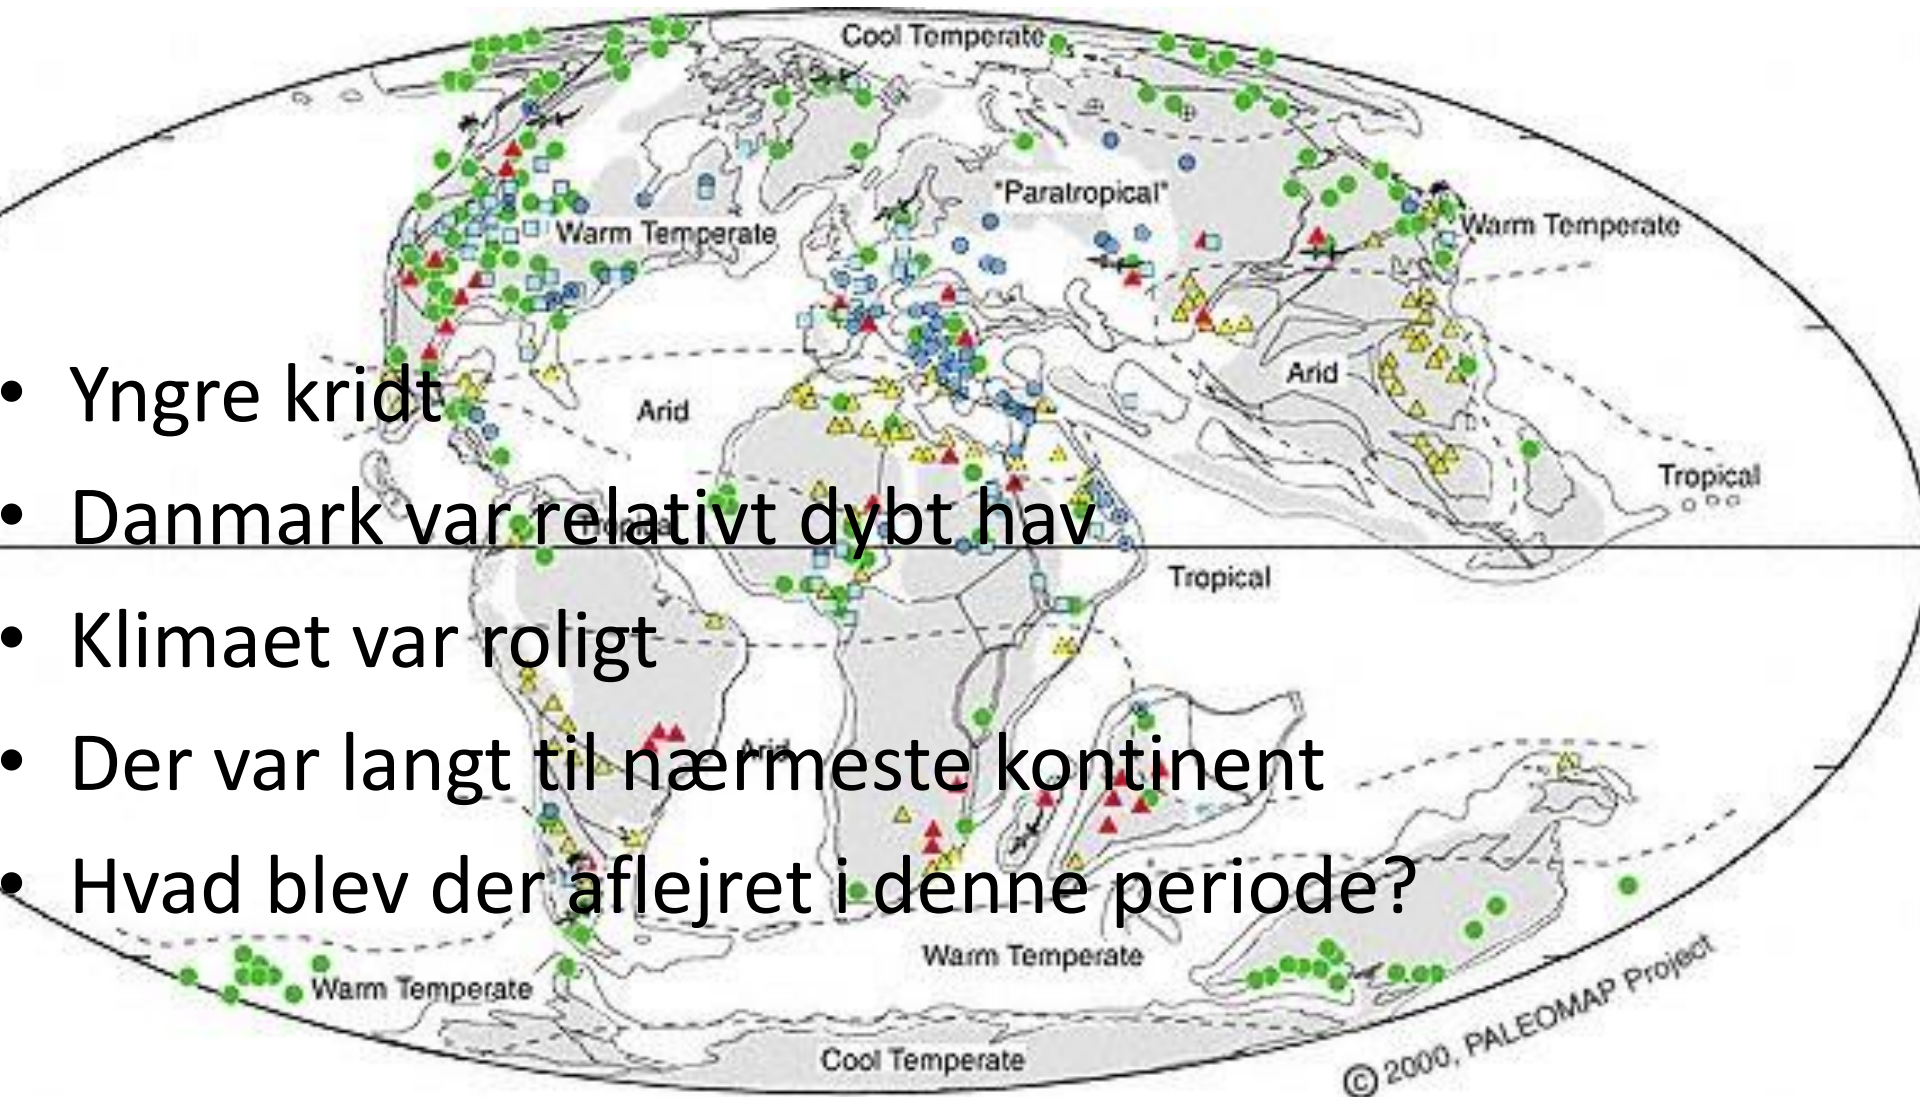 Cool Temperate
"Paratropical"
Warm Temperate
Warm Temperate
Arid
• Yngre kridt
Arid
Tropical
• Danmark var relativt dybt hav
Tropical
Tropical
• Klimaet var roligt
Arid
• Der var langt til nærmeste kontinent
• Hvad blev der aflejret i denne periode?
Warm Temperate
Warm Temperate
Cool Temperate
© 2000, PALEOMAP Project